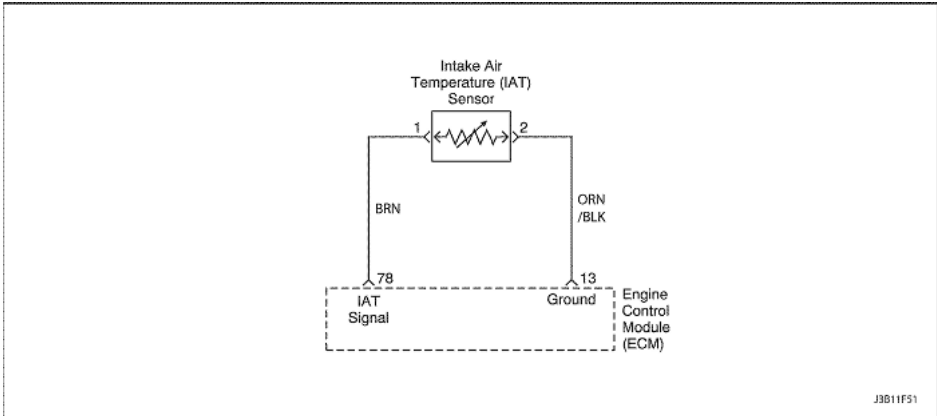 Intake Air
Temperature (IAT)
Sensor
1
2
BRN
ORN
/BLK
78
13
IAT
Signal
Ground
Engine
Control
Module
(ECM)
J3B11F51